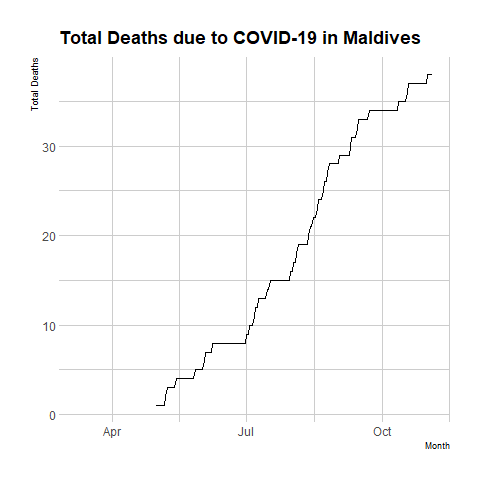 Total Deaths due to COVID-19 in Maldives
Total Deaths
30
20
10
0
Apr Jul Oct
Month